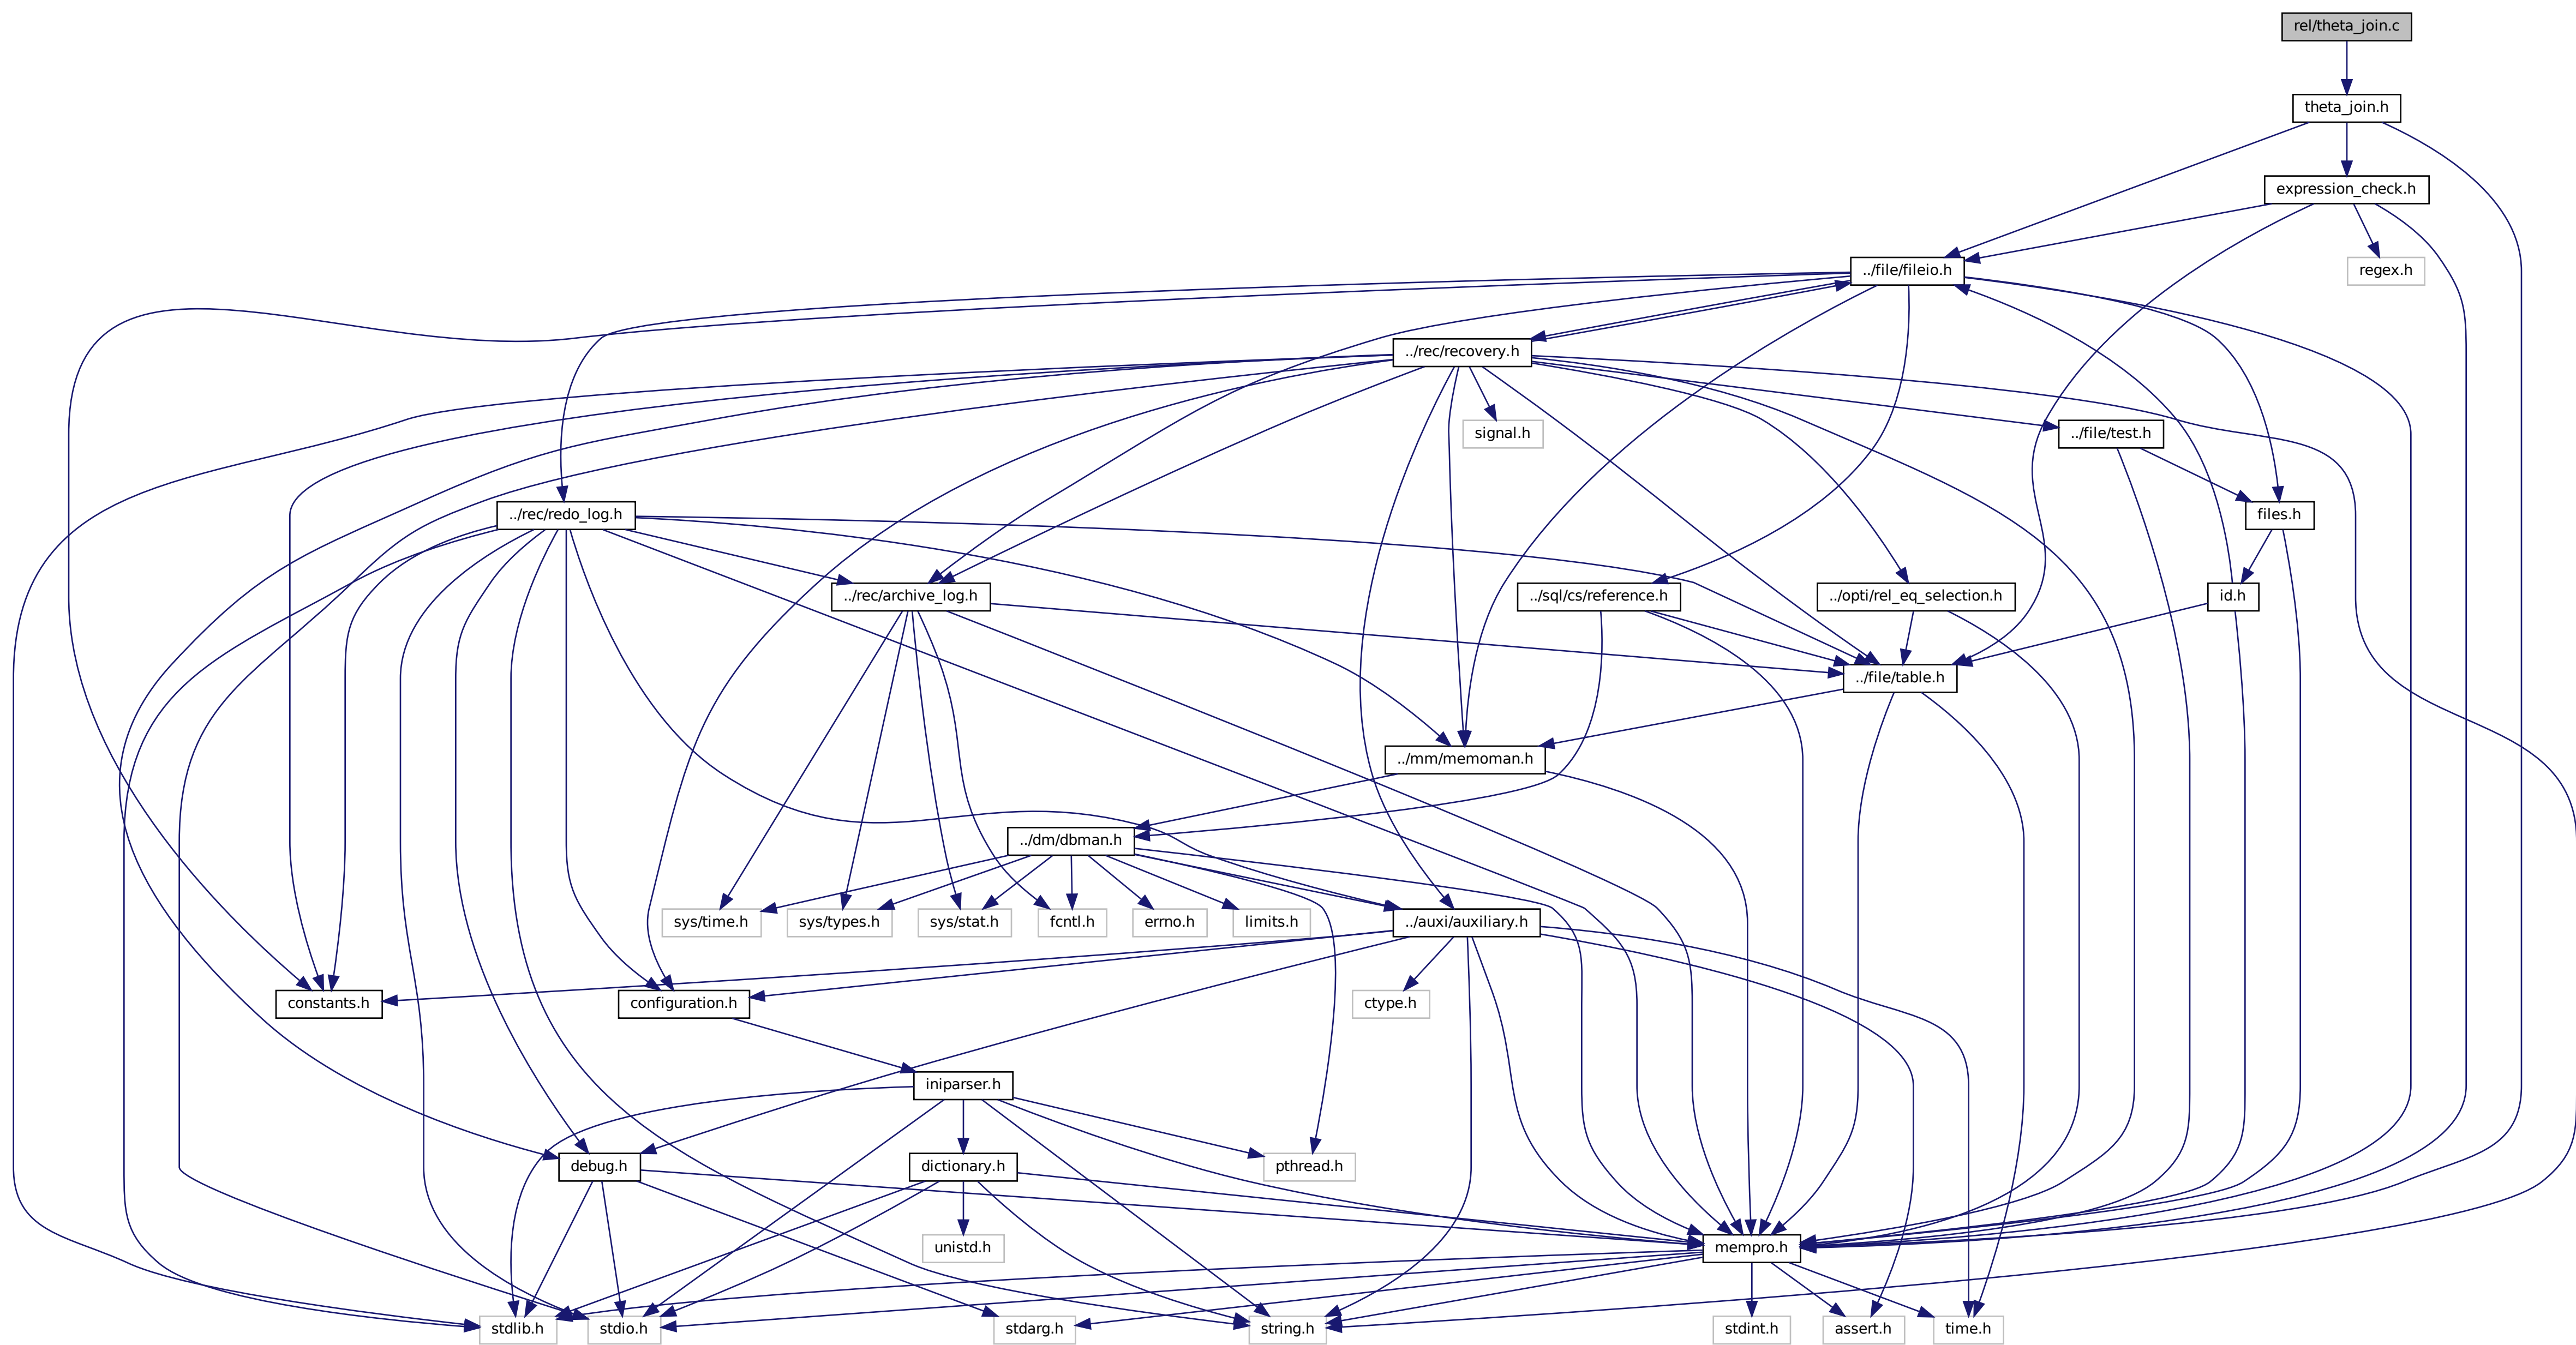 rel/theta_join.c
theta_join.h
expression_check.h
../file/fileio.h
regex.h
../rec/recovery.h
signal.h
../file/test.h
../rec/redo_log.h
files.h
../rec/archive_log.h
../sql/cs/reference.h
../opti/rel_eq_selection.h
id.h
../file/table.h
../mm/memoman.h
../dm/dbman.h
sys/time.h
sys/types.h
sys/stat.h
fcntl.h
errno.h
limits.h
../auxi/auxiliary.h
constants.h
configuration.h
ctype.h
iniparser.h
debug.h
dictionary.h
pthread.h
unistd.h
mempro.h
stdlib.h
stdio.h
stdarg.h
string.h
stdint.h
assert.h
time.h